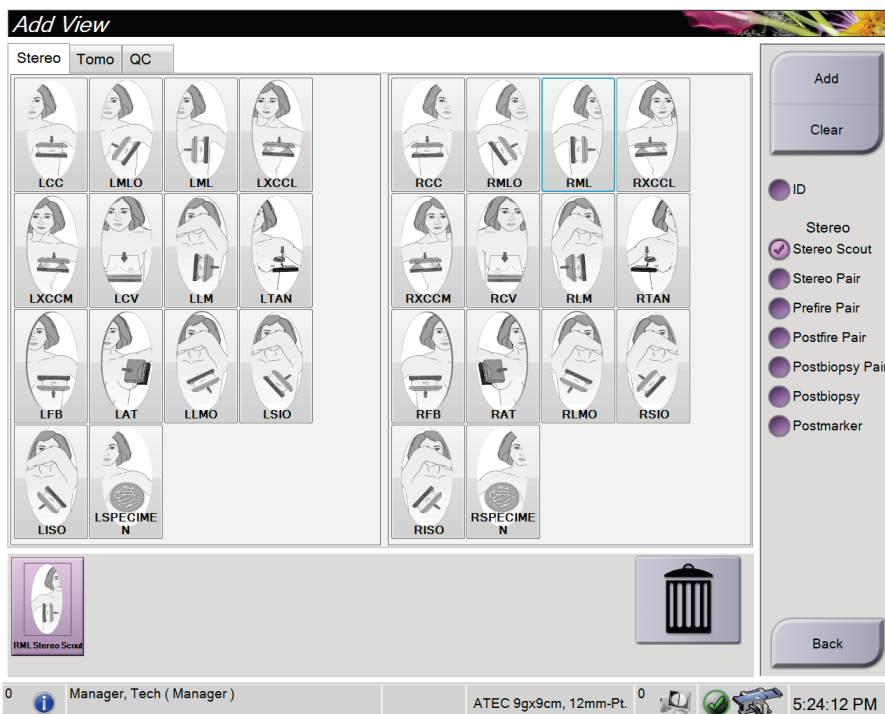 Add View
Stereo Tomo QC
LCC LMLO LML LXCCL RCC RMLO RML RXCCL
LXCCM LCV LLM LTAN RXCCM RCV RLM RTAN
LFB LAT LLMO LSIO RFB RAT RLMO RSIO
LISO LSPECIME
N
RISO RSPECIME
N
Add
Clear
ID
Stereo
Stereo Scout
Stereo Pair
Prefire Pair
Postfire Pair
Postbiopsy Pair
Postbiopsy
Postmarker
RML Stereo Scout
Back
0 Manager, Tech ( Manager ) ATEC 9gx9cm, 12mm-Pt. 0 5:24:12 PM